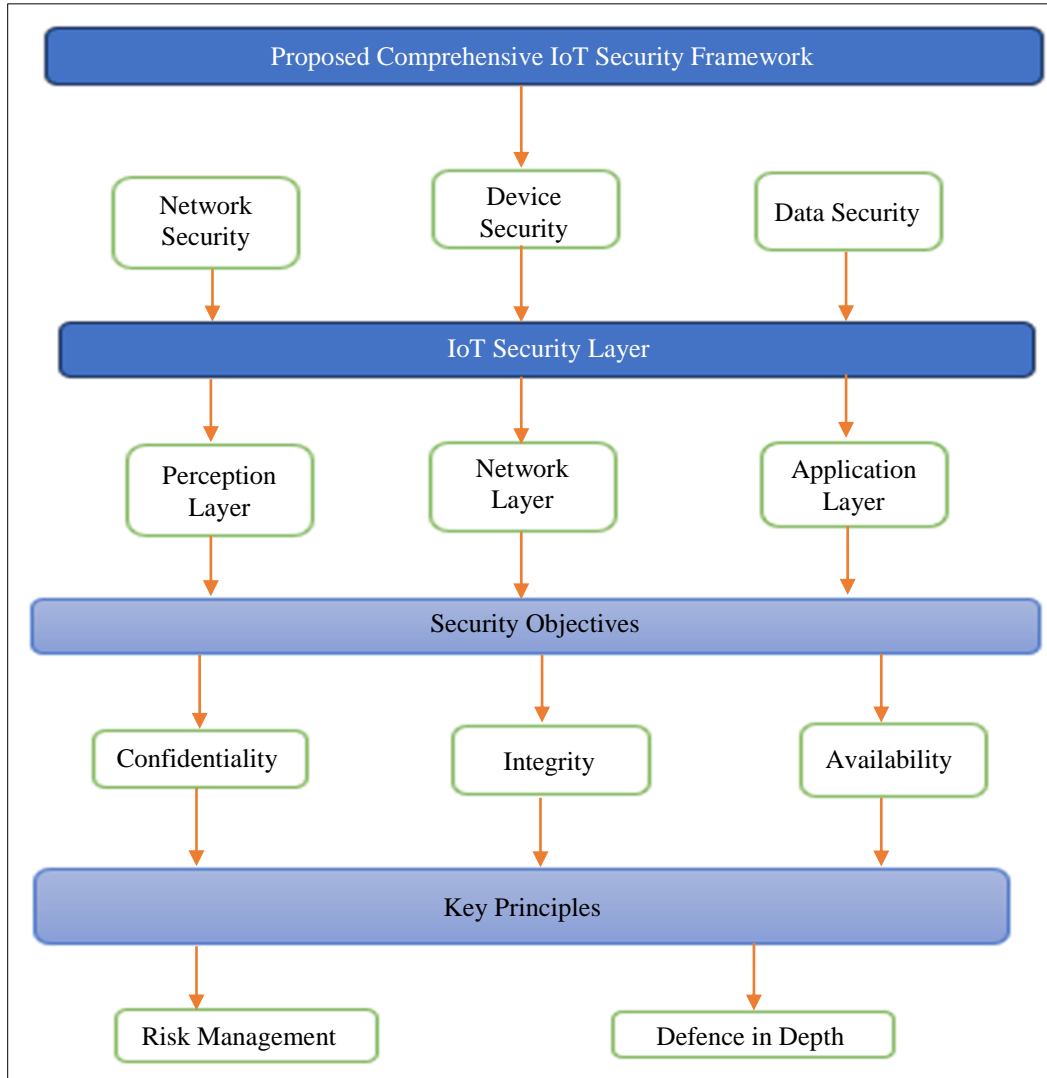 Proposed Comprehensive IoT Security Framework
Network
Security
Device
Security
Data Security
IoT Security Layer
Perception
Layer
Network
Layer
Application
Layer
Security Objectives
Confidentiality
Integrity
Availability
Key Principles
Risk Management
Defence in Depth